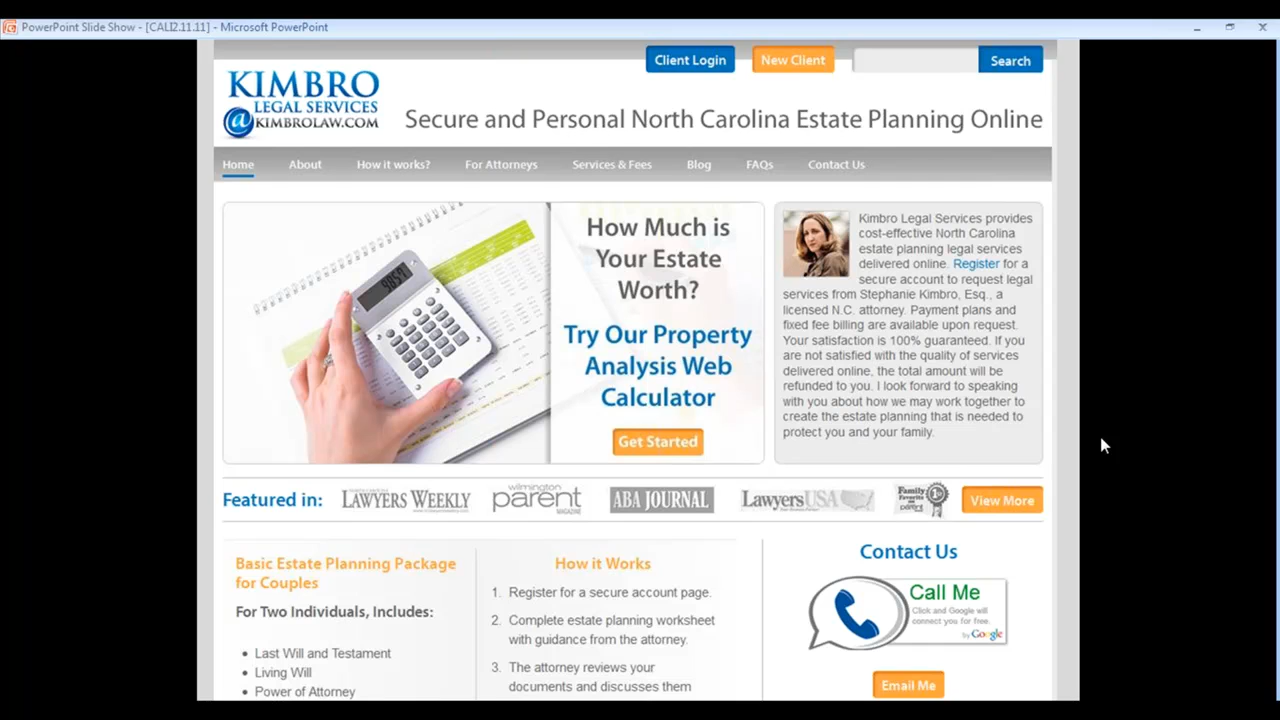 PowerPoint Slide Show - [CALI2.11.11] - Microsoft PowerPoint
Client Login
New Client
Search
KIMBRO
LEGAL SERVICES
@KIMBROLAW.COM
Secure and Personal North Carolina Estate Planning Online
Home
About
How it works?
For Attorneys
Services & Fees
Blog
FAQs
Contact Us
How Much is
Your Estate
Worth?
Try Our Property
Analysis Web
Calculator
Get Started
Kimbro Legal Services provides
cost-effective North Carolina
estate planning legal services
delivered online. Register for a
secure account to request legal
services from Stephanie Kimbro, Esq., a
licensed N.C. attorney. Payment plans and
fixed fee billing are available upon request.
Your satisfaction is 100% guaranteed. If you
are not satisfied with the quality of services
delivered online, the total amount will be
refunded to you. I look forward to speaking
with you about how we may work together to
create the estate planning that is needed to
protect you and your family.
Featured in:
LAWYERS WEEKLY
wilmington
parent
MAGAZINE
ABA JOURNAL
LawyersUSA
Family
Favorite
parent
View More
Basic Estate Planning Package
for Couples
For Two Individuals, Includes:
• Last Will and Testament
• Living Will
• Power of Attorney
How it Works
1. Register for a secure account page.
2. Complete estate planning worksheet
with guidance from the attorney.
3. The attorney reviews your
documents and discusses them
Contact Us
Call Me
Click and Google will
connect you for free.
by Google
Email Me